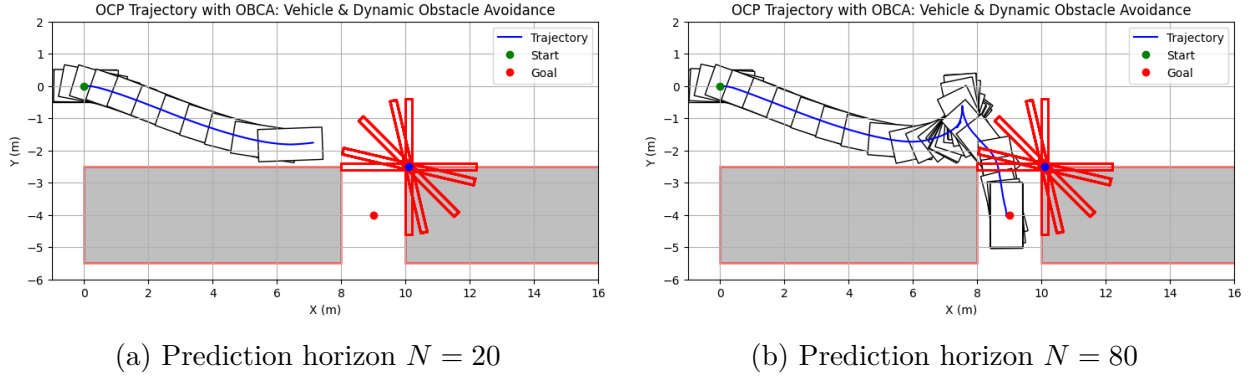 OCP Trajectory with OBCA: Vehicle & Dynamic Obstacle Avoidance
2
1
0
−1
−2
−3
−4
−5
−6
Y (m)
0
2
4
6
8
10
12
14
16
X (m)
Trajectory
Start
Goal
(a) Prediction horizon N = 20
OCP Trajectory with OBCA: Vehicle & Dynamic Obstacle Avoidance
2
1
0
−1
−2
−3
−4
−5
−6
Y (m)
0
2
4
6
8
10
12
14
16
X (m)
Trajectory
Start
Goal
(b) Prediction horizon N = 80